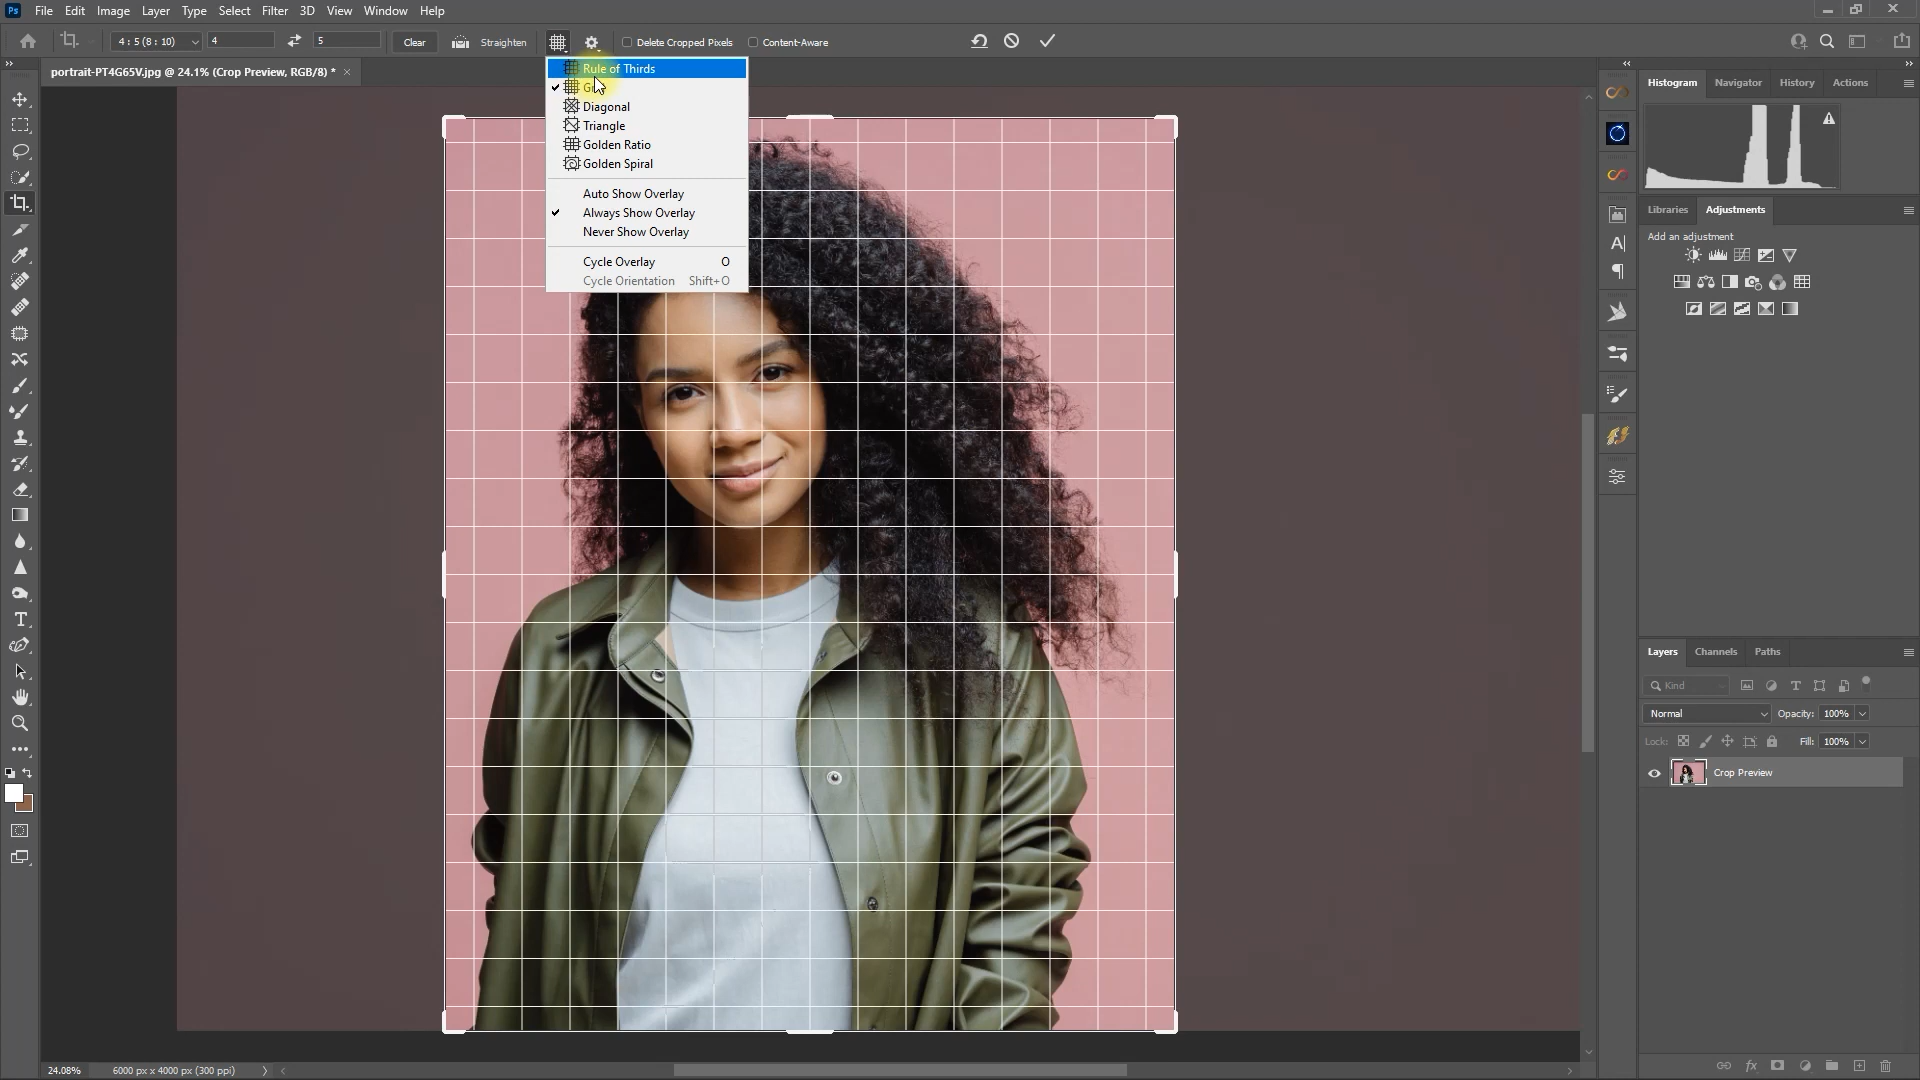 Ps File Edit Image Layer Type Select Filter 3D View Window Help
4 : 5 (8 : 10) 4 5 Clear Straighten Delete Cropped Pixels Content-Aware
portrait-PT4G65V.jpg @ 24.1% (Crop Preview, RGB/8) *
Rule of Thirds
Diagonal
Triangle
Golden Ratio
Golden Spiral
Auto Show Overlay
Always Show Overlay
Never Show Overlay
Cycle Overlay O
Cycle Orientation Shift+O
Histogram Navigator History Actions
Libraries Adjustments
Add an adjustment
Layers Channels Paths
Kind
Normal Opacity: 100%
Lock: Fill: 100%
Crop Preview
24.08% 6000 px x 4000 px (300 ppi)